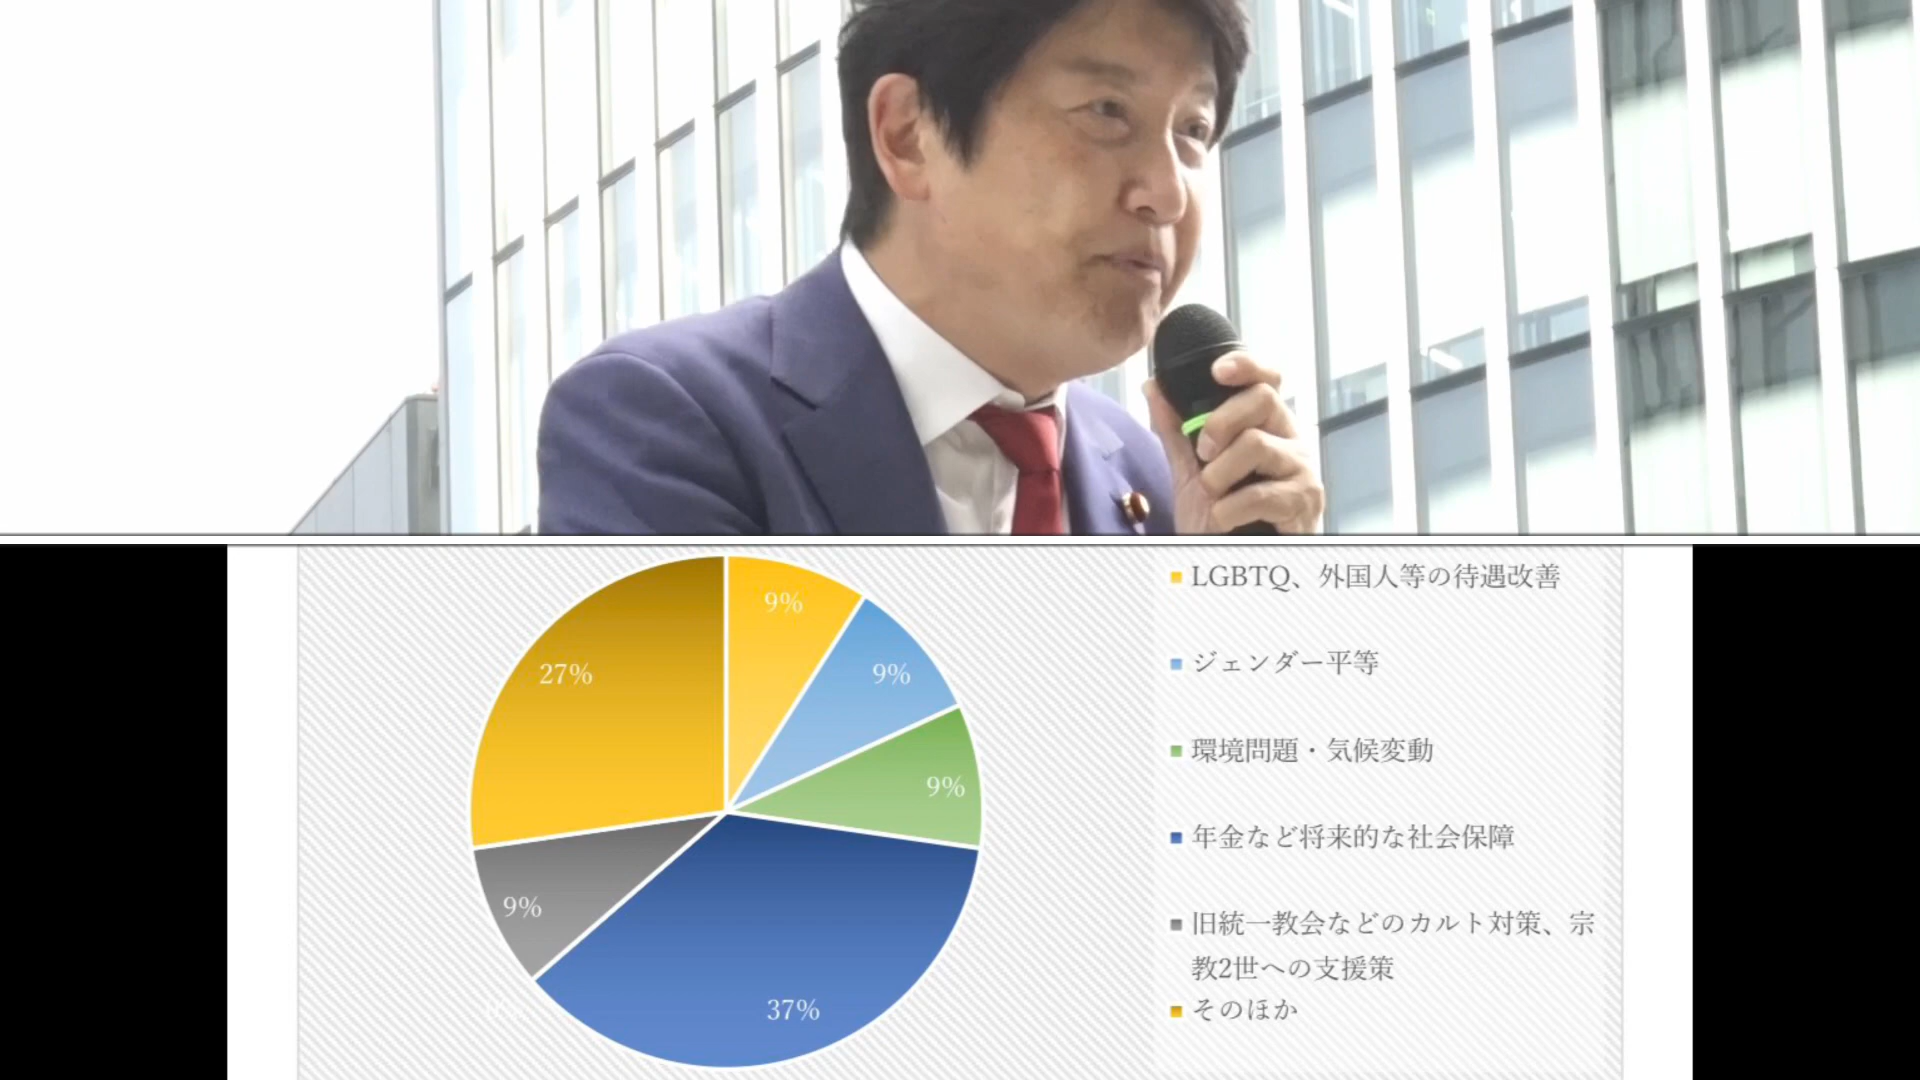 9%
LGBTQ、外国人等の待遇改善
27%
9%
ジェンダー平等
9%
環境問題・気候変動
年金など将来的な社会保障
9%
旧統一教会などのカルト対策、宗
教2世への支援策
37%
そのほか